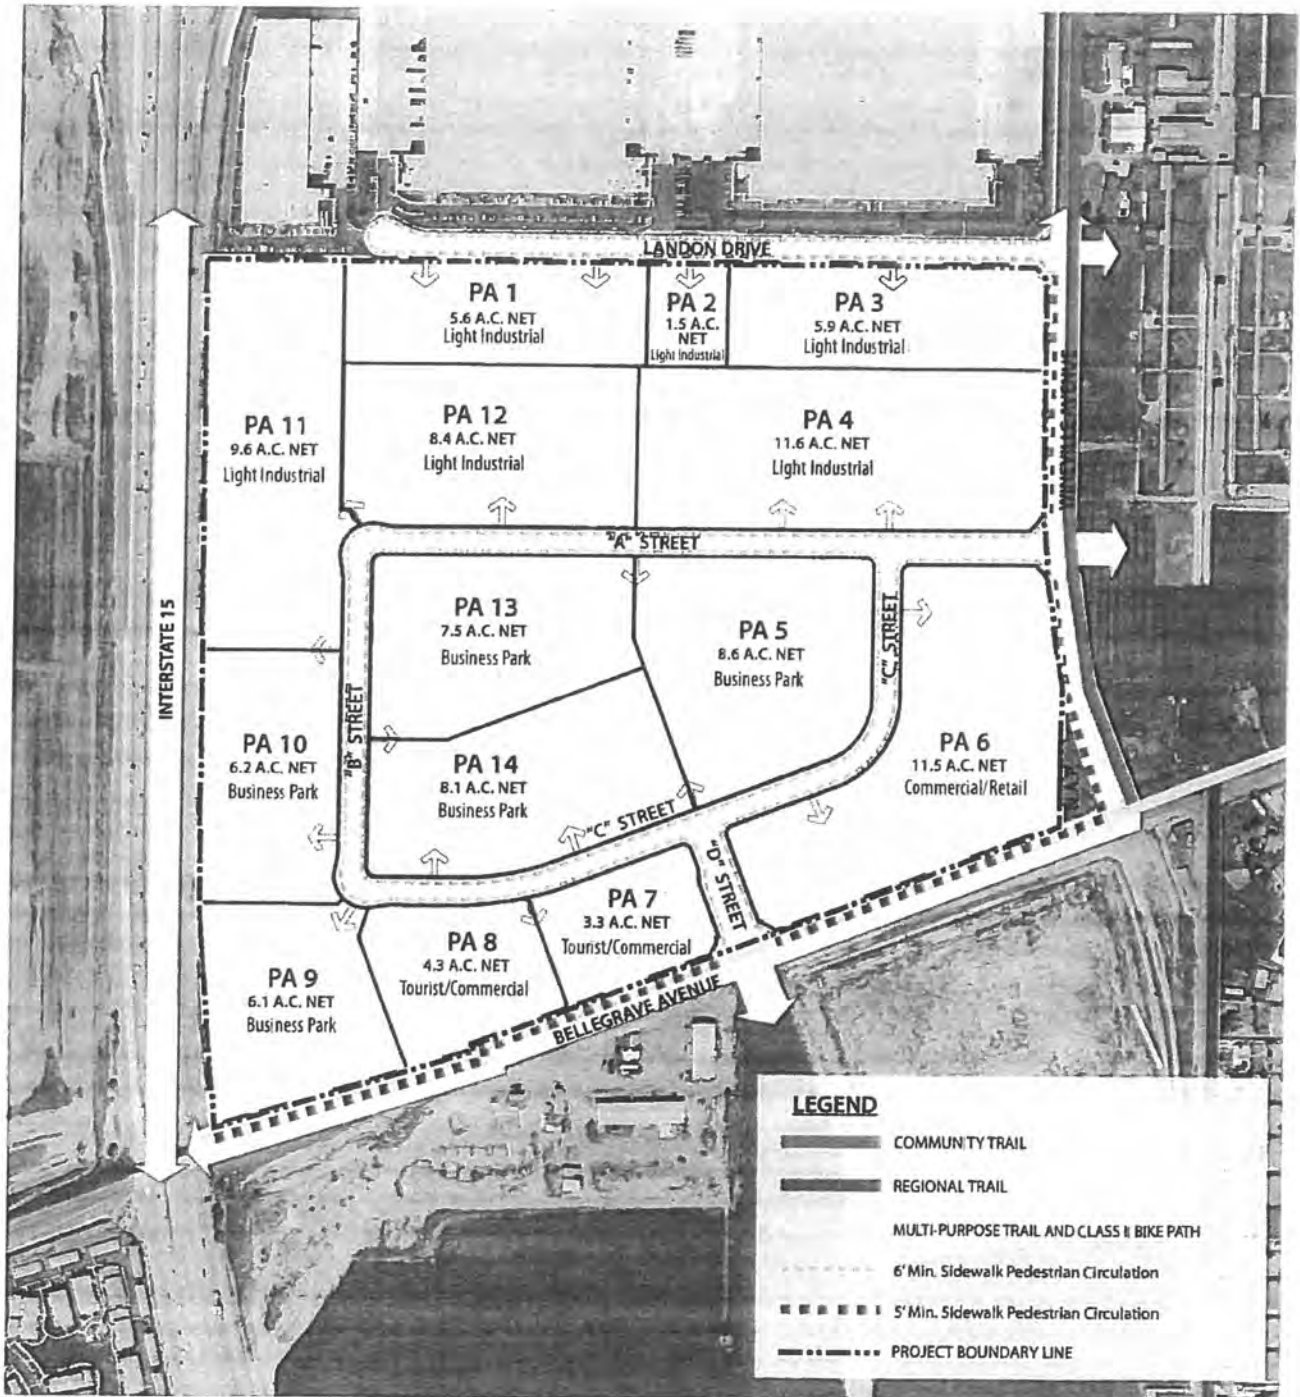 LANDON DRIVE
PA 1
5.6 A.C. NET
Light Industrial
PA 2
1.5 A.C.
NET
Light Industrial
PA 3
5.9 A.C. NET
Light Industrial
PA 11
9.6 A.C. NET
Light Industrial
PA 12
8.4 A.C. NET
Light Industrial
PA 4
11.6 A.C. NET
Light Industrial
"A" STREET
INTERSTATE 15
PA 13
7.5 A.C. NET
Business Park
PA 5
8.6 A.C. NET
Business Park
"C" STREET
"B" STREET
PA 10
6.2 A.C. NET
Business Park
PA 14
8.1 A.C. NET
Business Park
PA 6
11.5 A.C. NET
Commercial/Retail
"C" STREET
"D" STREET
PA 7
3.3 A.C. NET
Tourist/Commercial
PA 8
4.3 A.C. NET
Tourist/Commercial
PA 9
6.1 A.C. NET
Business Park
BELLEGRAVE AVENUE
LEGEND
COMMUNITY TRAIL
REGIONAL TRAIL
MULTI-PURPOSE TRAIL AND CLASS II BIKE PATH
6' Min. Sidewalk Pedestrian Circulation
5' Min. Sidewalk Pedestrian Circulation
PROJECT BOUNDARY LINE